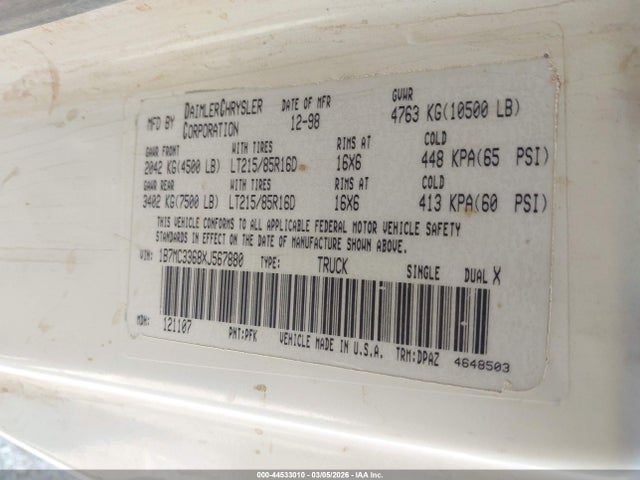 MFD BY DAIMLERCHRYSLER CORPORATION DATE OF MFR 12-98 GVWR 4763 KG(10500 LB)
GAWR FRONT WITH TIRES RIMS AT COLD
2042 KG(4500 LB) LT215/85R16D 16X6 448 KPA(65 PSI)
GAWR REAR WITH TIRES RIMS AT COLD
3402 KG(7500 LB) LT215/85R16D 16X6 413 KPA(60 PSI)
THIS VEHICLE CONFORMS TO ALL APPLICABLE FEDERAL MOTOR VEHICLE SAFETY
STANDARDS IN EFFECT ON THE DATE OF MANUFACTURE SHOWN ABOVE.
VIN: 1B7MC3368XJ567880 TYPE: TRUCK SINGLE DUAL X
MDH: 121107 PNT:PFK VEHICLE MADE IN U.S.A. TRM:DPAZ 4648503
000-44533010 — 03/05/2026 — IAA Inc.